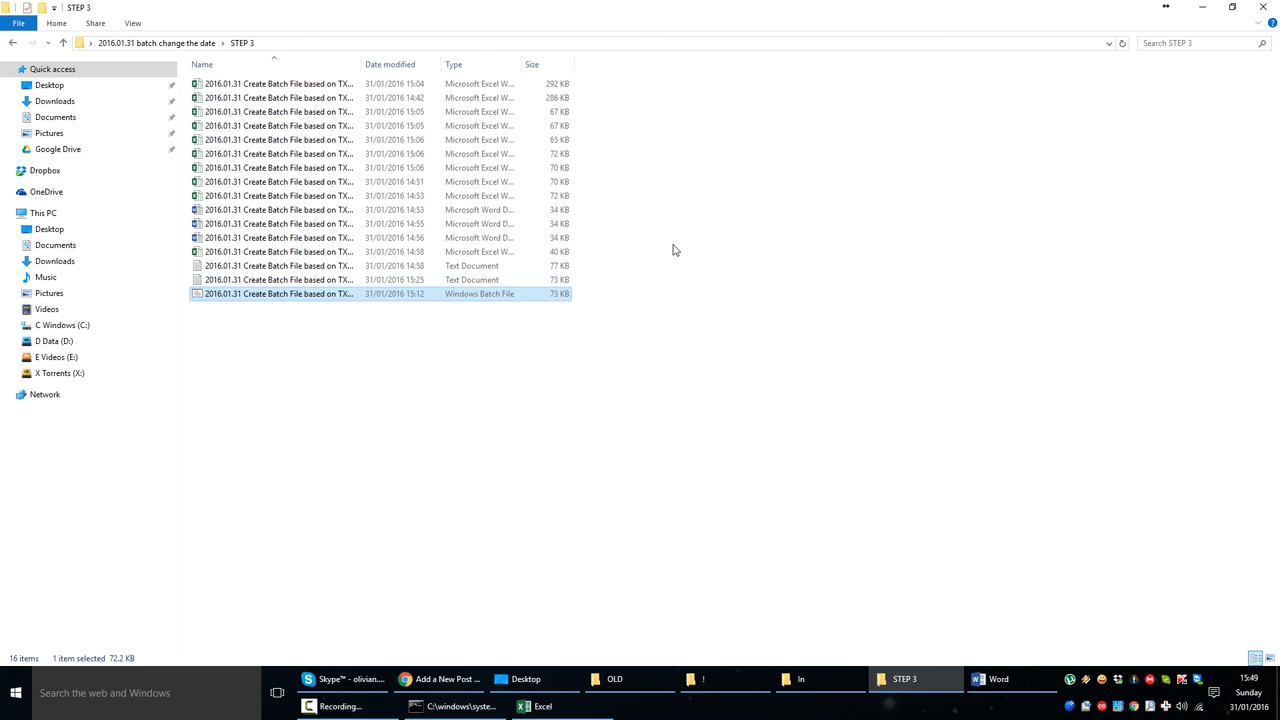 STEP 3
File Home Share View
2016.01.31 batch change the date STEP 3
Search STEP 3
Name Date modified Type Size
Quick access
Desktop
Downloads
Documents
Pictures
Google Drive
Dropbox
OneDrive
This PC
Desktop
Documents
Downloads
Music
Pictures
Videos
C Windows (C:)
D Data (D:)
E Videos (E:)
X Torrents (X:)
Network
2016.01.31 Create Batch File based on TX... 31/01/2016 15:04 Microsoft Excel W... 292 KB
2016.01.31 Create Batch File based on TX... 31/01/2016 14:42 Microsoft Excel W... 286 KB
2016.01.31 Create Batch File based on TX... 31/01/2016 15:05 Microsoft Excel W... 67 KB
2016.01.31 Create Batch File based on TX... 31/01/2016 15:05 Microsoft Excel W... 67 KB
2016.01.31 Create Batch File based on TX... 31/01/2016 15:06 Microsoft Excel W... 65 KB
2016.01.31 Create Batch File based on TX... 31/01/2016 15:06 Microsoft Excel W... 72 KB
2016.01.31 Create Batch File based on TX... 31/01/2016 15:06 Microsoft Excel W... 70 KB
2016.01.31 Create Batch File based on TX... 31/01/2016 14:51 Microsoft Excel W... 70 KB
2016.01.31 Create Batch File based on TX... 31/01/2016 14:53 Microsoft Excel W... 72 KB
2016.01.31 Create Batch File based on TX... 31/01/2016 14:53 Microsoft Word D... 34 KB
2016.01.31 Create Batch File based on TX... 31/01/2016 14:55 Microsoft Word D... 34 KB
2016.01.31 Create Batch File based on TX... 31/01/2016 14:56 Microsoft Word D... 34 KB
2016.01.31 Create Batch File based on TX... 31/01/2016 14:58 Microsoft Excel W... 40 KB
2016.01.31 Create Batch File based on TX... 31/01/2016 14:58 Text Document 77 KB
2016.01.31 Create Batch File based on TX... 31/01/2016 15:25 Text Document 73 KB
2016.01.31 Create Batch File based on TX... 31/01/2016 15:12 Windows Batch File 73 KB
16 items 1 item selected 72.2 KB
Search the web and Windows
Skype™ - olivian.... Add a New Post ... Desktop OLD ! In STEP 3 Word
Recording... C:\windows\syste... Excel
15:49
Sunday
31/01/2016